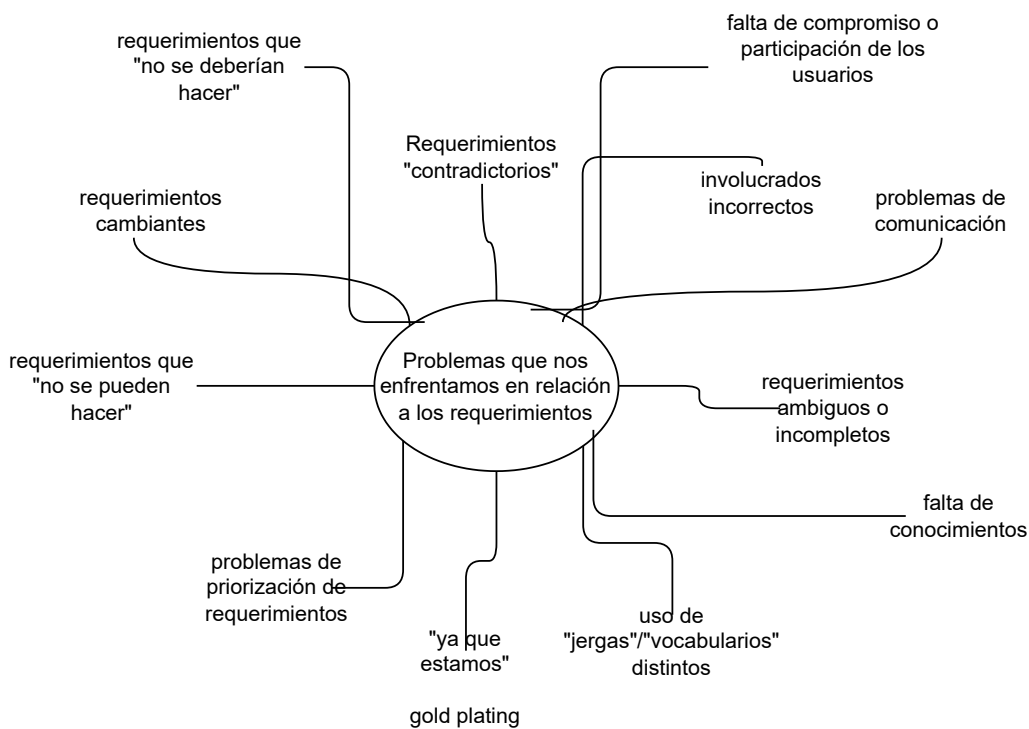 falta de compromiso o
participación de los
usuarios
requerimientos que
"no se deberían
hacer"
Requerimientos
"contradictorios"
involucrados
incorrectos
requerimientos
cambiantes
problemas de
comunicación
requerimientos que
"no se pueden
hacer"
Problemas que nos
enfrentamos en relación
a los requerimientos
requerimientos
ambiguos o
incompletos
falta de
conocimientos
problemas de
priorización de
requerimientos
"ya que
estamos"
gold plating
uso de
"jergas"/"vocabularios"
distintos